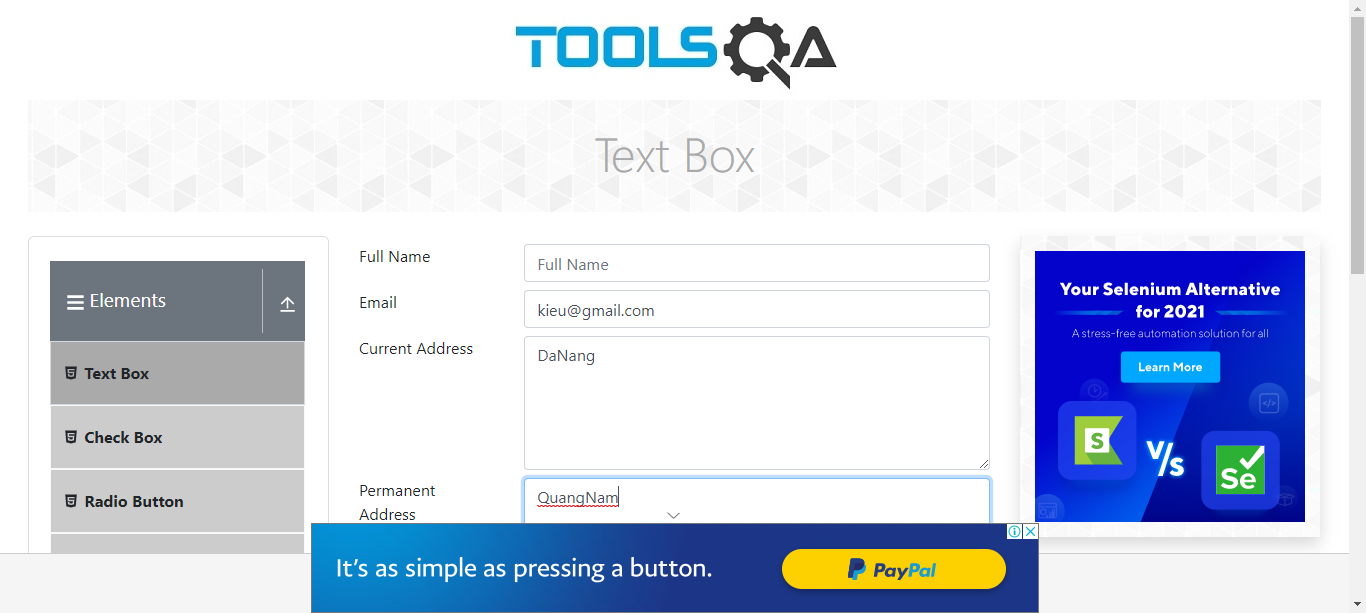 TOOLSQA
Text Box
Elements
Text Box
Check Box
Radio Button
Full Name
Full Name
Email
kieu@gmail.com
Current Address
DaNang
Permanent
Address
QuangNam
Your Selenium Alternative
for 2021
A stress-free automation solution for all
Learn More
S
V/s
Se
It's as simple as pressing a button.
PayPal